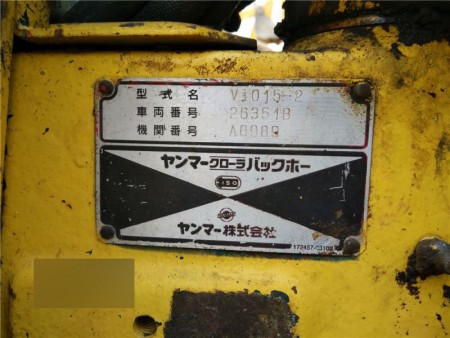 型式名 ViO15-2
車両番号 26351B
機関番号
ヤンマークローラバックホー
ISO
ヤンマー株式会社